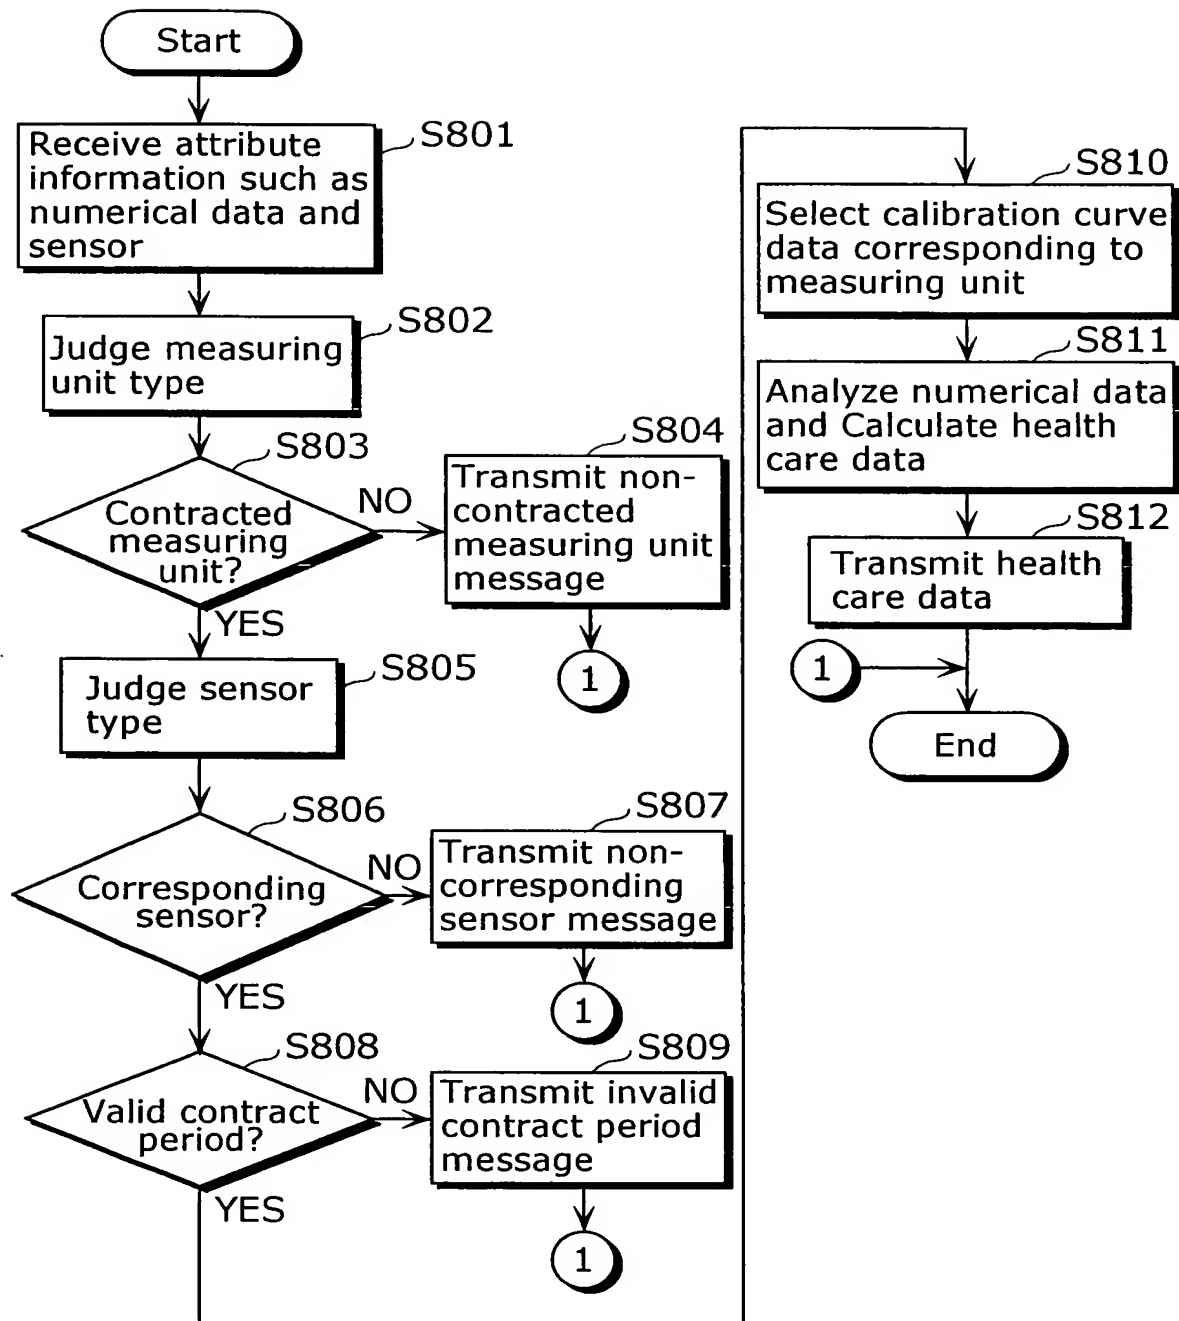 Start
S801
Receive attribute
information such as
numerical data and
sensor
S802
Judge measuring
unit type
S803
Contracted
measuring
unit?
NO
YES
S804
Transmit non-
contracted
measuring unit
message
1
S805
Judge sensor
type
S806
Corresponding
sensor?
NO
YES
S807
Transmit non-
corresponding
sensor message
1
S808
Valid contract
period?
NO
YES
S809
Transmit invalid
contract period
message
1
S810
Select calibration curve
data corresponding to
measuring unit
S811
Analyze numerical data
and Calculate health
care data
S812
Transmit health
care data
1
End